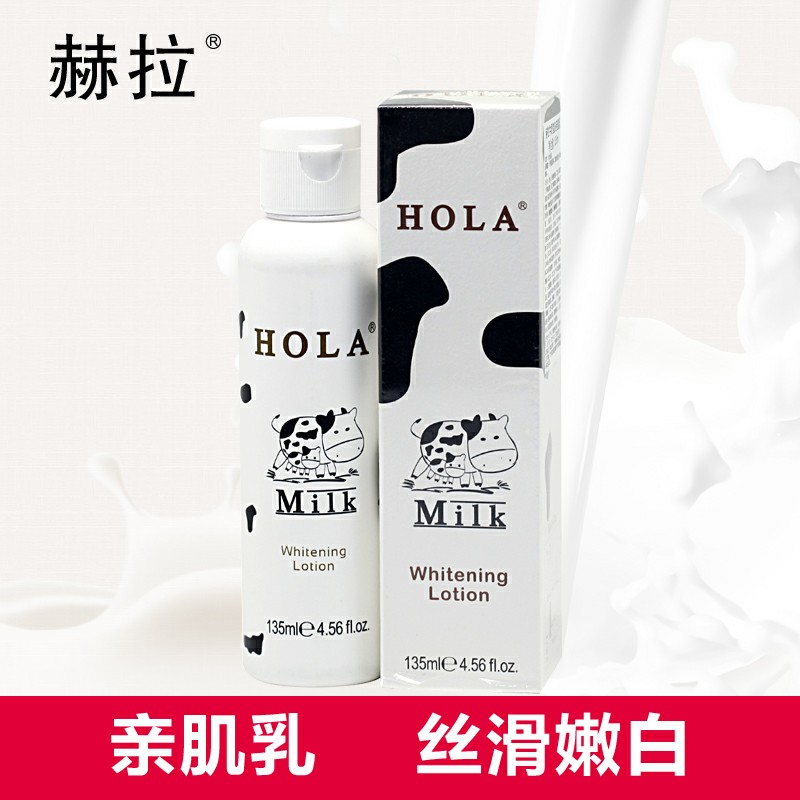 赫拉®
HOLA®
HOLA®
Milk
Whitening
Lotion
135ml℮4.56 fl.oz.
Milk
Whitening
Lotion
135ml℮4.56 fl.oz.
亲肌乳 丝滑嫩白